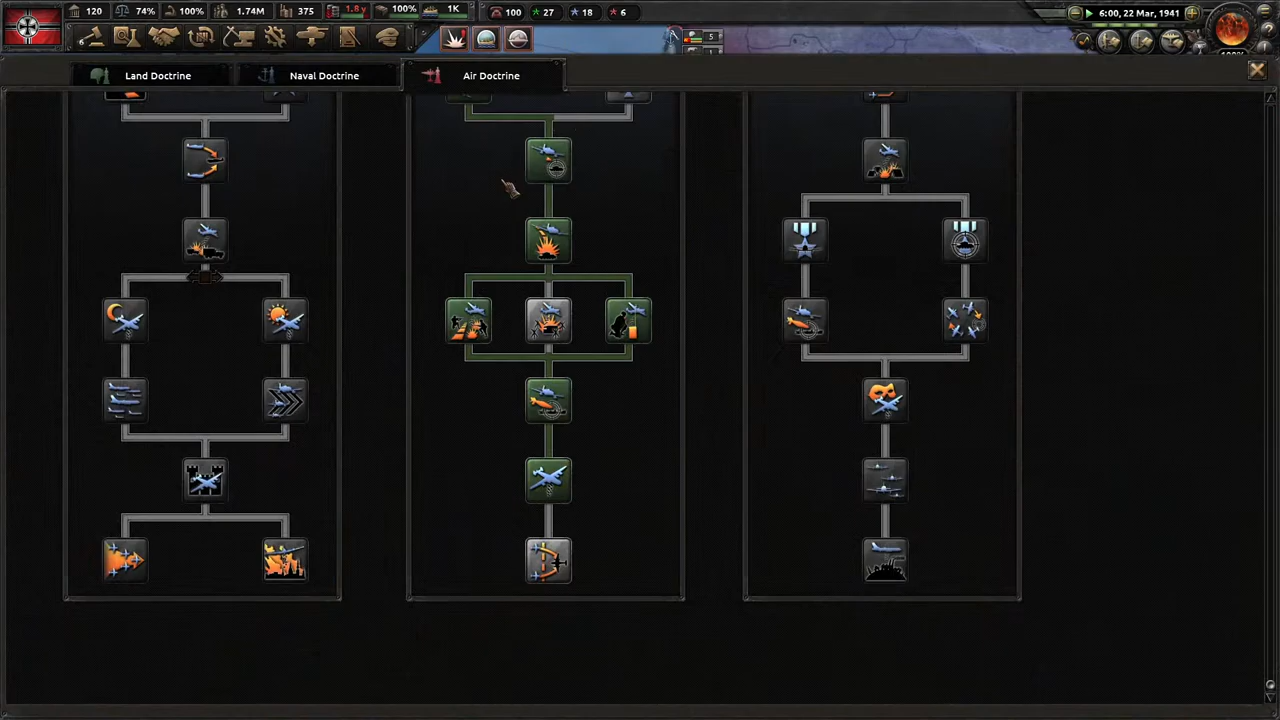 120 74% 100% 1.74M 375 1.8y 100% 1K 100 27 18 6 6:00, 22 Mar, 1941
6 5
Land Doctrine Naval Doctrine Air Doctrine